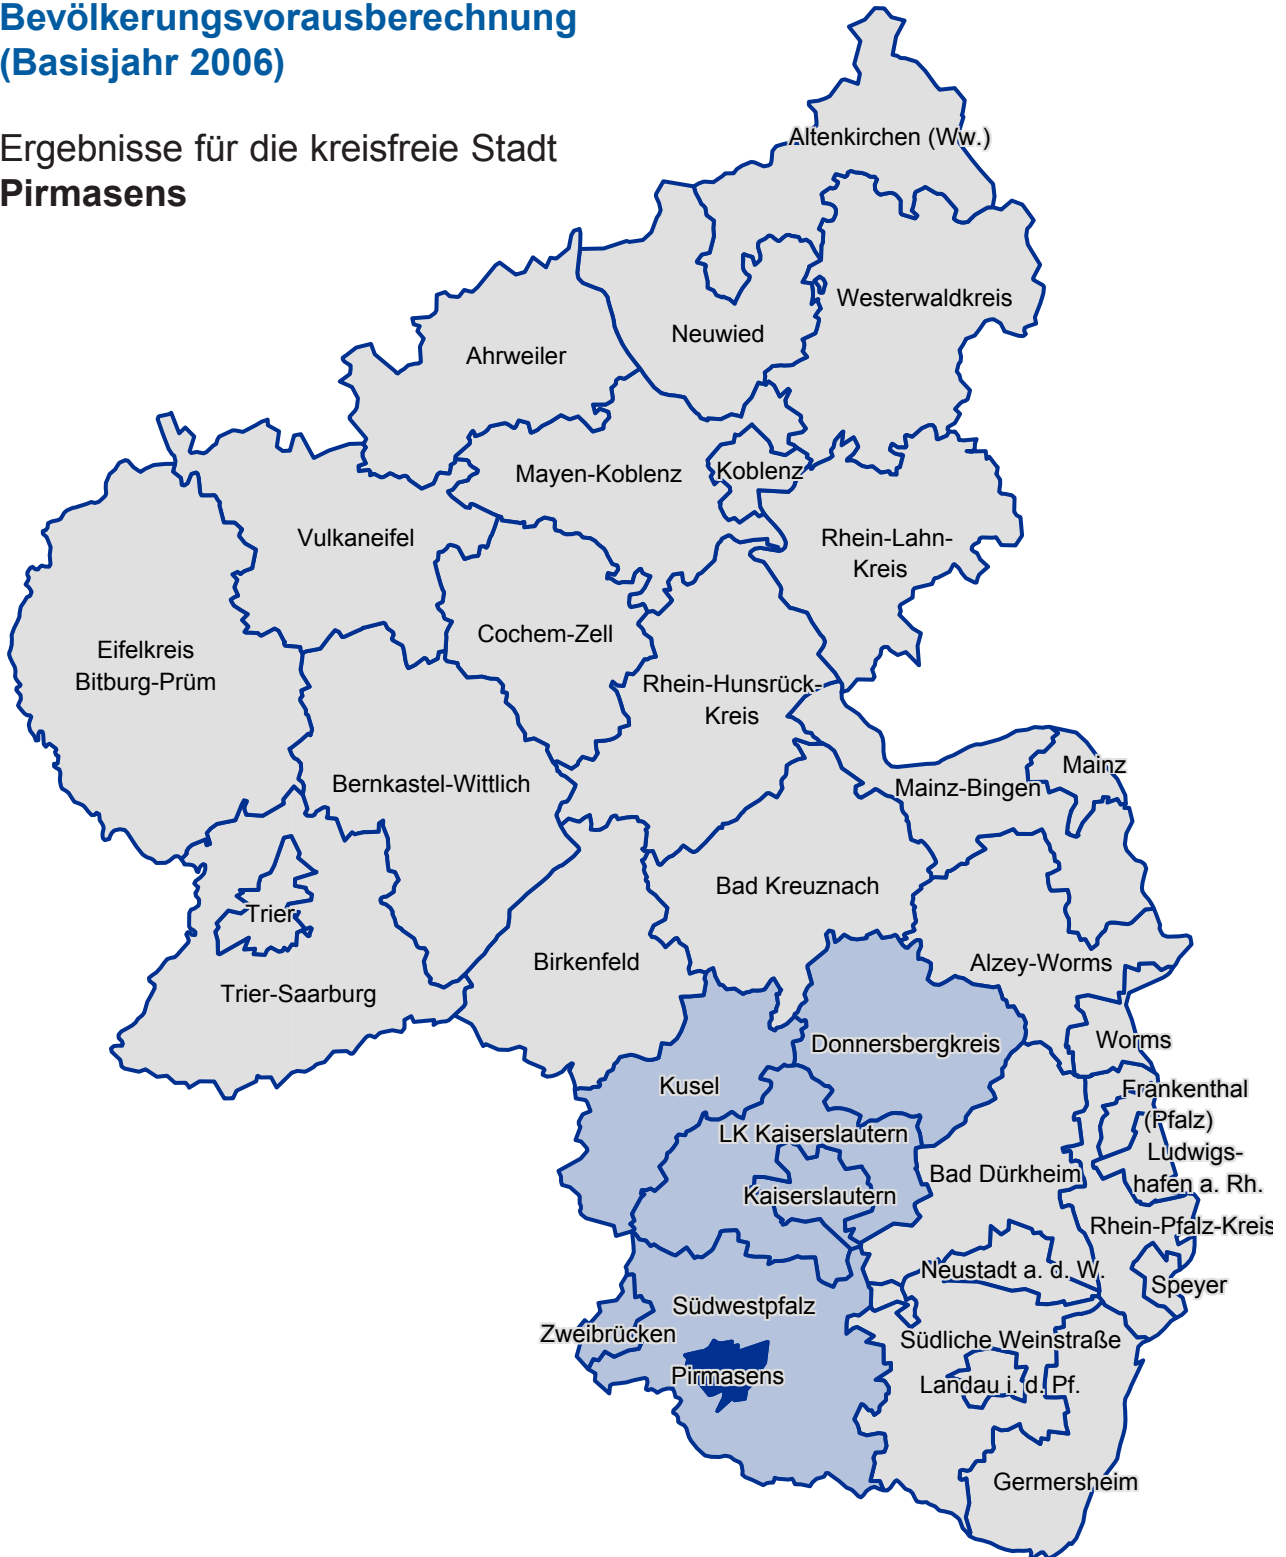 Bevölkerungsvorausberechnung
(Basisjahr 2006)
Ergebnisse für die kreisfreie Stadt
Pirmasens
Altenkirchen (Ww.)
Westerwaldkreis
Neuwied
Ahrweiler
Mayen-Koblenz
Koblenz
Vulkaneifel
Rhein-Lahn-
Kreis
Cochem-Zell
Eifelkreis
Bitburg-Prüm
Rhein-Hunsrück-
Kreis
Mainz
Bernkastel-Wittlich
Mainz-Bingen
Bad Kreuznach
Trier
Birkenfeld
Alzey-Worms
Trier-Saarburg
Worms
Donnersbergkreis
Kusel
Frankenthal
(Pfalz)
LK Kaiserslautern
Ludwigs-
hafen a. Rh.
Bad Dürkheim
Kaiserslautern
Rhein-Pfalz-Kreis
Neustadt a. d. W.
Speyer
Südwestpfalz
Zweibrücken
Südliche Weinstraße
Pirmasens
Landau i. d. Pf.
Germersheim